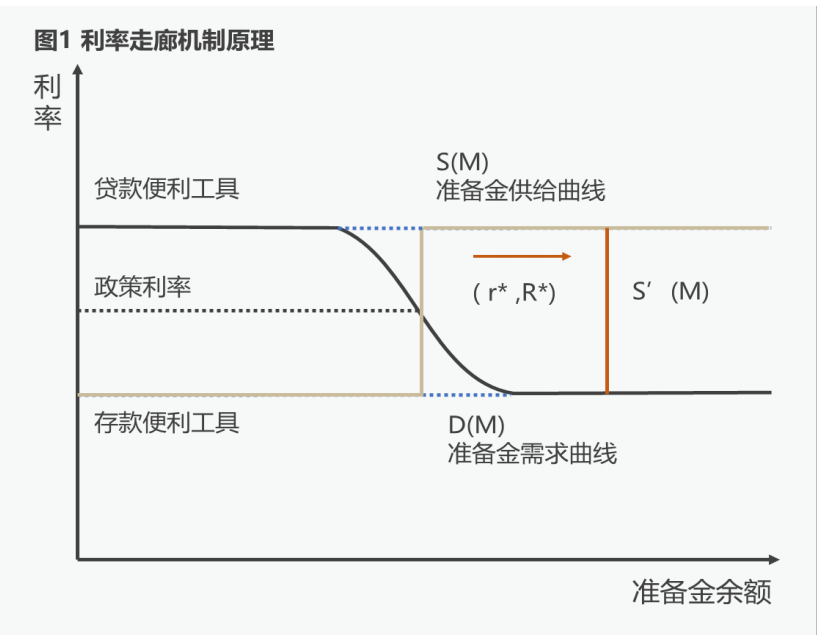 图1 利率走廊机制原理
利
率
S(M)
贷款便利工具
准备金供给曲线
政策利率
( r* ,R*)
S′ (M)
存款便利工具
D(M)
准备金需求曲线
准备金余额